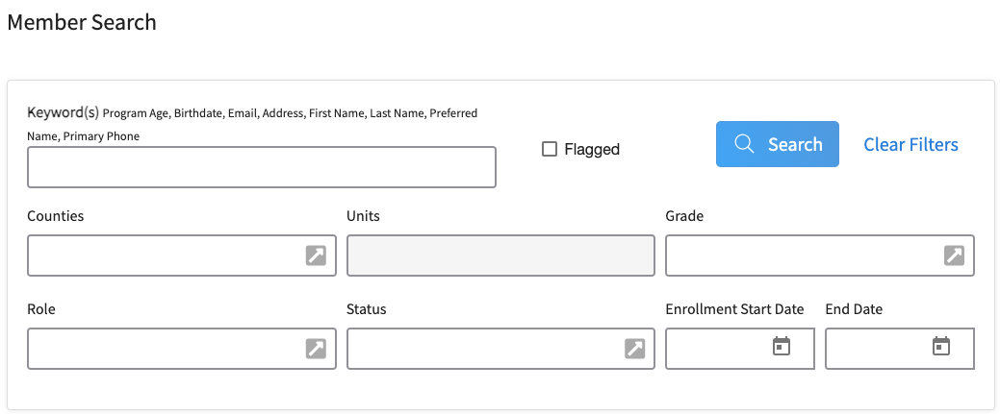 Member Search
Keyword(s) Program Age, Birthdate, Email, Address, First Name, Last Name, Preferred
Name, Primary Phone
Flagged
Search
Clear Filters
Counties
Units
Grade
Role
Status
Enrollment Start Date
End Date